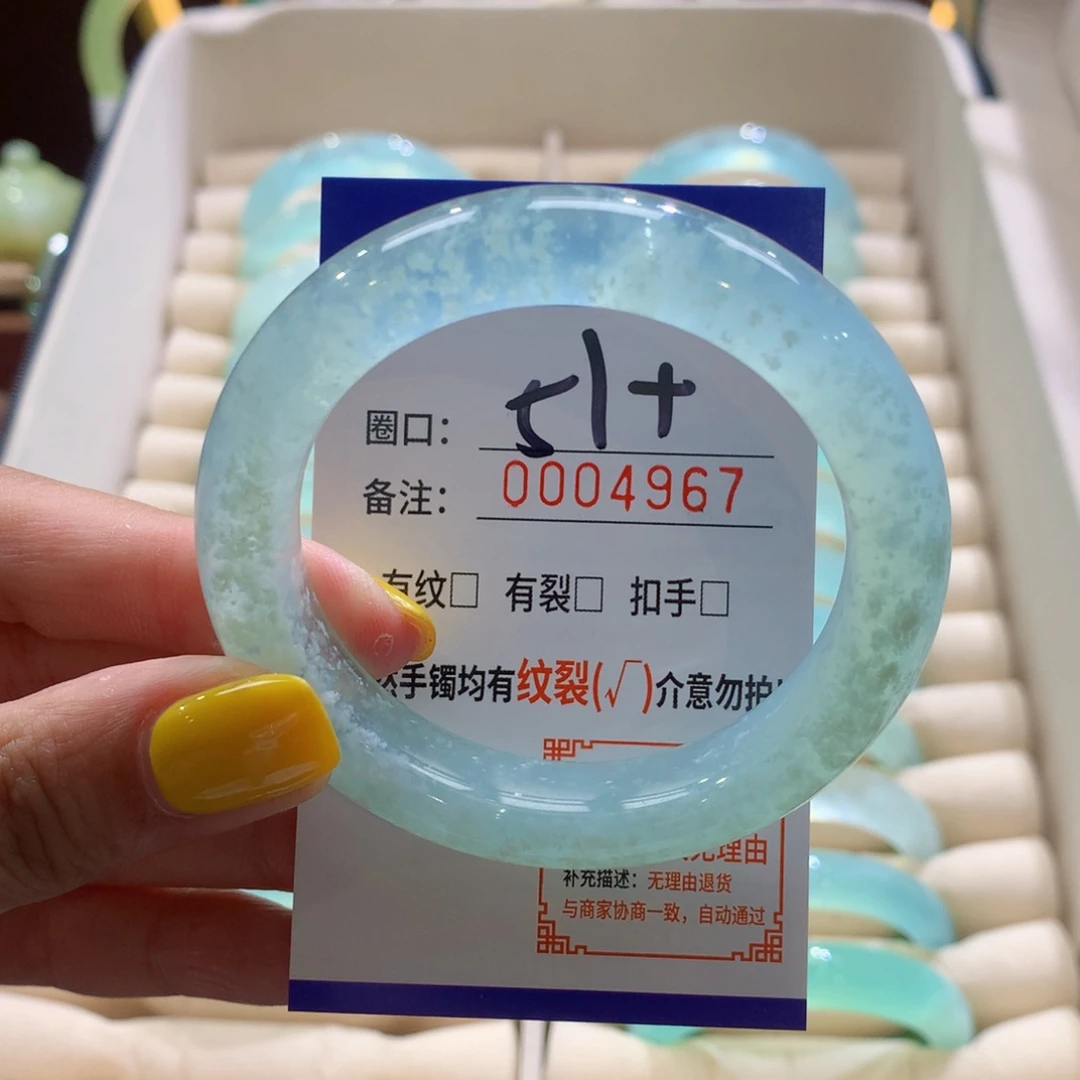 圈口: 51+
备注: 0004967
有纹□ 有裂□ 扣手□
手镯均有纹裂(√)介意勿拍!
理由
补充描述: 无理由退货
与商家协商一致，自动通过